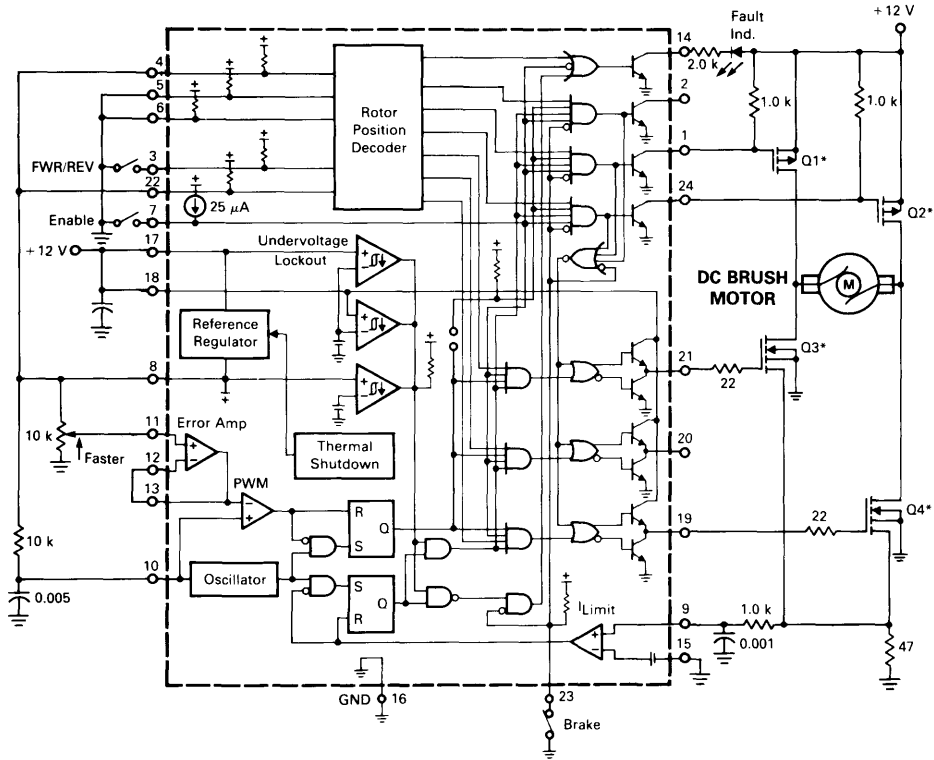 +12 V
Fault
Ind.
14
2.0 k
4
5
6
2
1.0 k
1.0 k
Rotor
Position
Decoder
1
Q1*
FWR/REV
3
22
25 µA
24
Q2*
Enable
7
+12 V
17
Undervoltage
Lockout
DC BRUSH
MOTOR
M
18
Reference
Regulator
21
22
Q3*
8
11
Error Amp
10 k
Faster
12
Thermal
Shutdown
20
13
PWM
R
Q
S
19
22
Q4*
10 k
10
Oscillator
S
Q
R
0.005
ILimit
9
1.0 k
15
0.001
47
GND
16
23
Brake